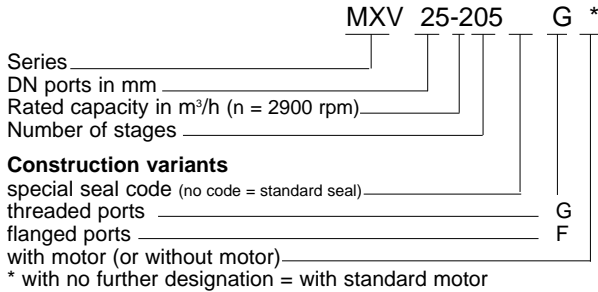 MXV 25-205 G *
Series
DN ports in mm
Rated capacity in m³/h (n = 2900 rpm)
Number of stages
Construction variants
special seal code (no code = standard seal)
threaded ports G
flanged ports F
with motor (or without motor)
* with no further designation = with standard motor